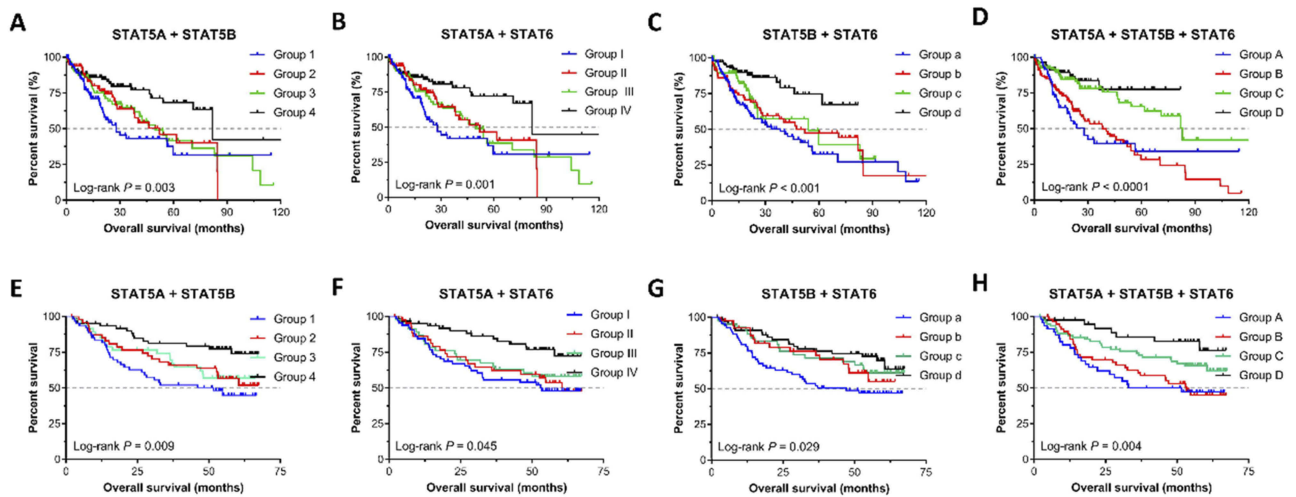 A
STAT5A + STAT5B
Group 1
Group 2
Group 3
Group 4
Percent survival (%)
100
75
50
25
0
Log-rank P = 0.003
0 30 60 90 120
Overall survival (months)
B
STAT5A + STAT6
Group I
Group II
Group III
Group IV
Percent survival (%)
100
75
50
25
0
Log-rank P = 0.001
0 30 60 90 120
Overall survival (months)
C
STAT5B + STAT6
Group a
Group b
Group c
Group d
Percent survival (%)
100
75
50
25
0
Log-rank P < 0.001
0 30 60 90 120
Overall survival (months)
D
STAT5A + STAT5B + STAT6
Group A
Group B
Group C
Group D
Percent survival (%)
100
75
50
25
0
Log-rank P < 0.0001
0 30 60 90 120
Overall survival (months)
E
STAT5A + STAT5B
Group 1
Group 2
Group 3
Group 4
Percent survival
100
75
50
25
0
Log-rank P = 0.009
0 25 50 75
Overall survival (months)
F
STAT5A + STAT6
Group I
Group II
Group III
Group IV
Percent survival
100
75
50
25
0
Log-rank P = 0.045
0 25 50 75
Overall survival (months)
G
STAT5B + STAT6
Group a
Group b
Group c
Group d
Percent survival
100
75
50
25
0
Log-rank P = 0.029
0 25 50 75
Overall survival (months)
H
STAT5A + STAT5B + STAT6
Group A
Group B
Group C
Group D
Percent survival
100
75
50
25
0
Log-rank P = 0.004
0 25 50 75
Overall survival (months)